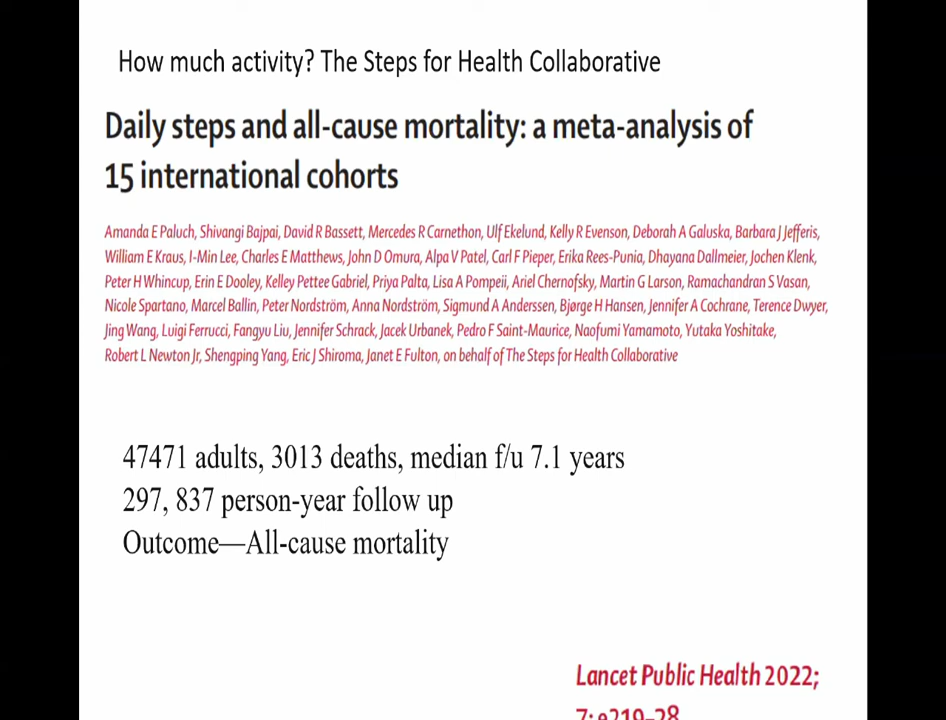 How much activity? The Steps for Health Collaborative
Daily steps and all-cause mortality: a meta-analysis of
15 international cohorts
Amanda E Paluch, Shivangi Bajpai, David R Bassett, Mercedes R Carnethon, Ulf Ekelund, Kelly R Evenson, Deborah A Galuska, Barbara J Jefferis,
William E Kraus, I-Min Lee, Charles E Matthews, John D Omura, Alpa V Patel, Carl F Pieper, Erika Rees-Punia, Dhayana Dallmeier, Jochen Klenk,
Peter H Whincup, Erin E Dooley, Kelley Pettee Gabriel, Priya Palta, Lisa A Pompeii, Ariel Chernofsky, Martin G Larson, Ramachandran S Vasan,
Nicole Spartano, Marcel Ballin, Peter Nordström, Anna Nordström, Sigmund A Anderssen, Bjørge H Hansen, Jennifer A Cochrane, Terence Dwyer,
Jing Wang, Luigi Ferrucci, Fangyu Liu, Jennifer Schrack, Jacek Urbanek, Pedro F Saint-Maurice, Naofumi Yamamoto, Yutaka Yoshitake,
Robert L Newton Jr, Shengping Yang, Eric J Shiroma, Janet E Fulton, on behalf of The Steps for Health Collaborative
47471 adults, 3013 deaths, median f/u 7.1 years
297, 837 person-year follow up
Outcome—All-cause mortality
Lancet Public Health 2022;
7: e219–28